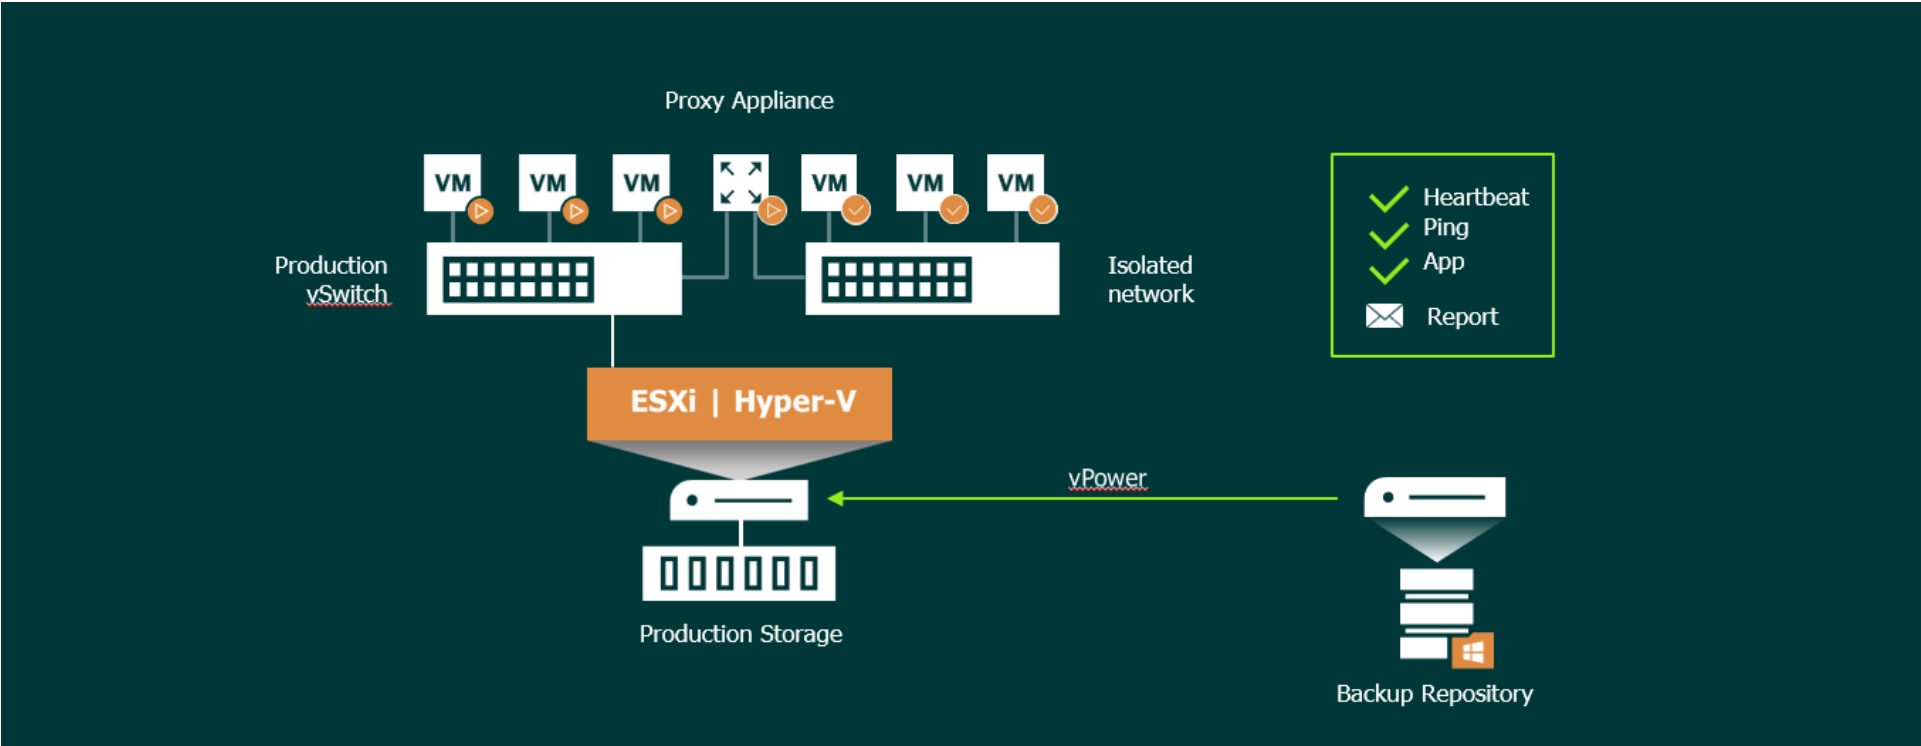 Proxy Appliance
VM
VM
VM
VM
VM
VM
Production
vSwitch
Isolated
network
Heartbeat
Ping
App
Report
ESXi | Hyper-V
vPower
Production Storage
Backup Repository